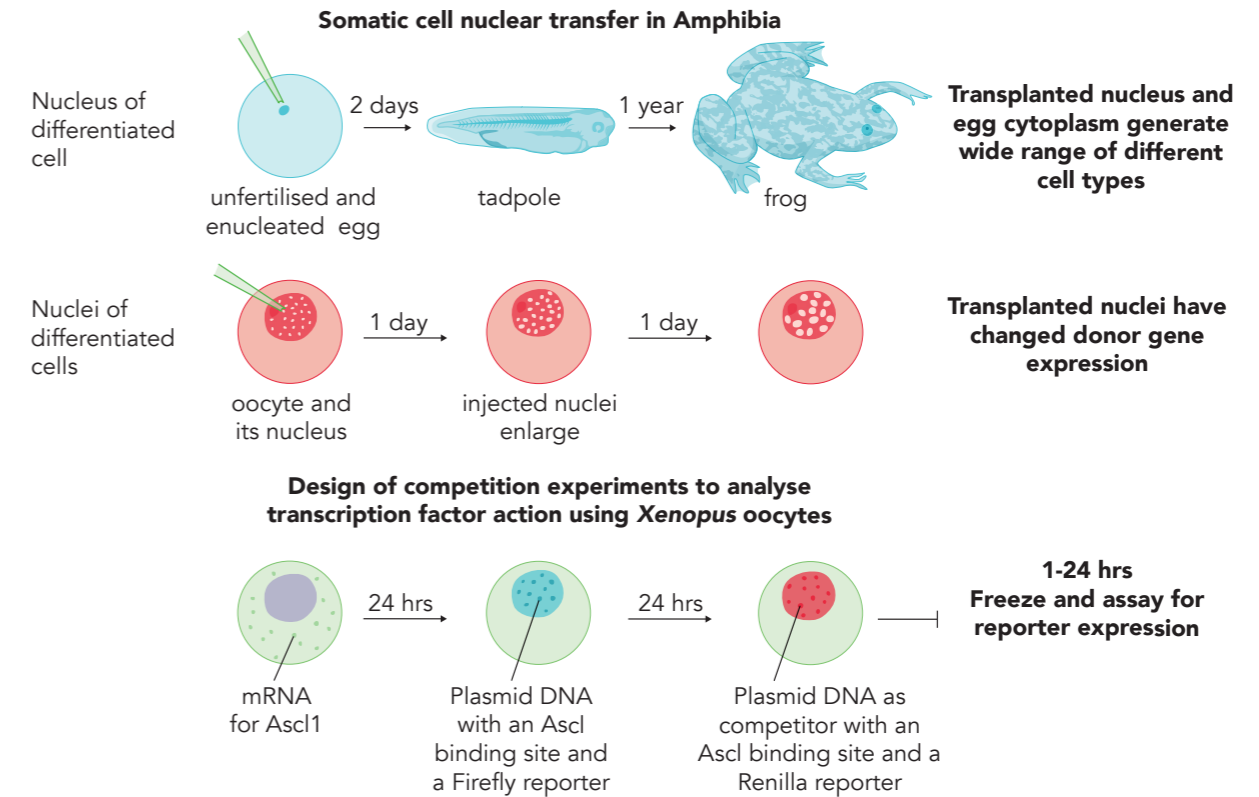 Somatic cell nuclear transfer in Amphibia
Nucleus of
differentiated
cell
2 days
1 year
unfertilised and
enucleated egg
tadpole
frog
Transplanted nucleus and
egg cytoplasm generate
wide range of different
cell types
Nuclei of
differentiated
cells
1 day
1 day
oocyte and
its nucleus
injected nuclei
enlarge
Transplanted nuclei have
changed donor gene
expression
Design of competition experiments to analyse
transcription factor action using Xenopus oocytes
24 hrs
24 hrs
1-24 hrs
Freeze and assay for
reporter expression
mRNA
for Ascl1
Plasmid DNA
with an Ascl
binding site and
a Firefly reporter
Plasmid DNA as
competitor with an
Ascl binding site and a
Renilla reporter